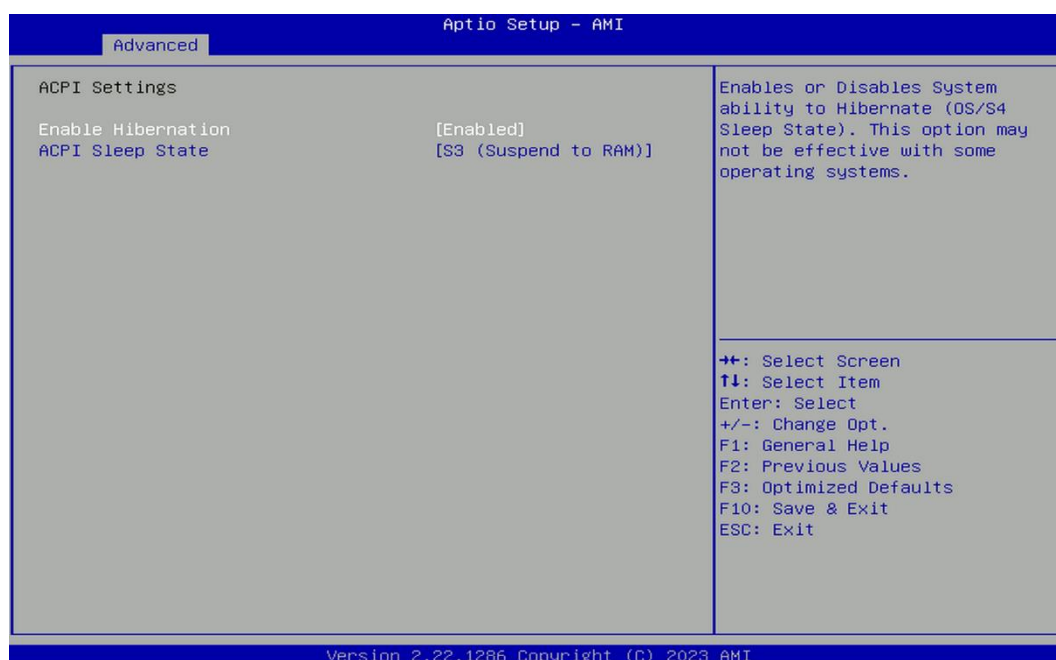 Aptio Setup – AMI
Advanced
ACPI Settings
Enable Hibernation [Enabled]
ACPI Sleep State [S3 (Suspend to RAM)]
Enables or Disables System
ability to Hibernate (OS/S4
Sleep State). This option may
not be effective with some
operating systems.
→←: Select Screen
↑↓: Select Item
Enter: Select
+/-: Change Opt.
F1: General Help
F2: Previous Values
F3: Optimized Defaults
F10: Save & Exit
ESC: Exit
Version 2.22.1286 Copyright (C) 2023 AMI